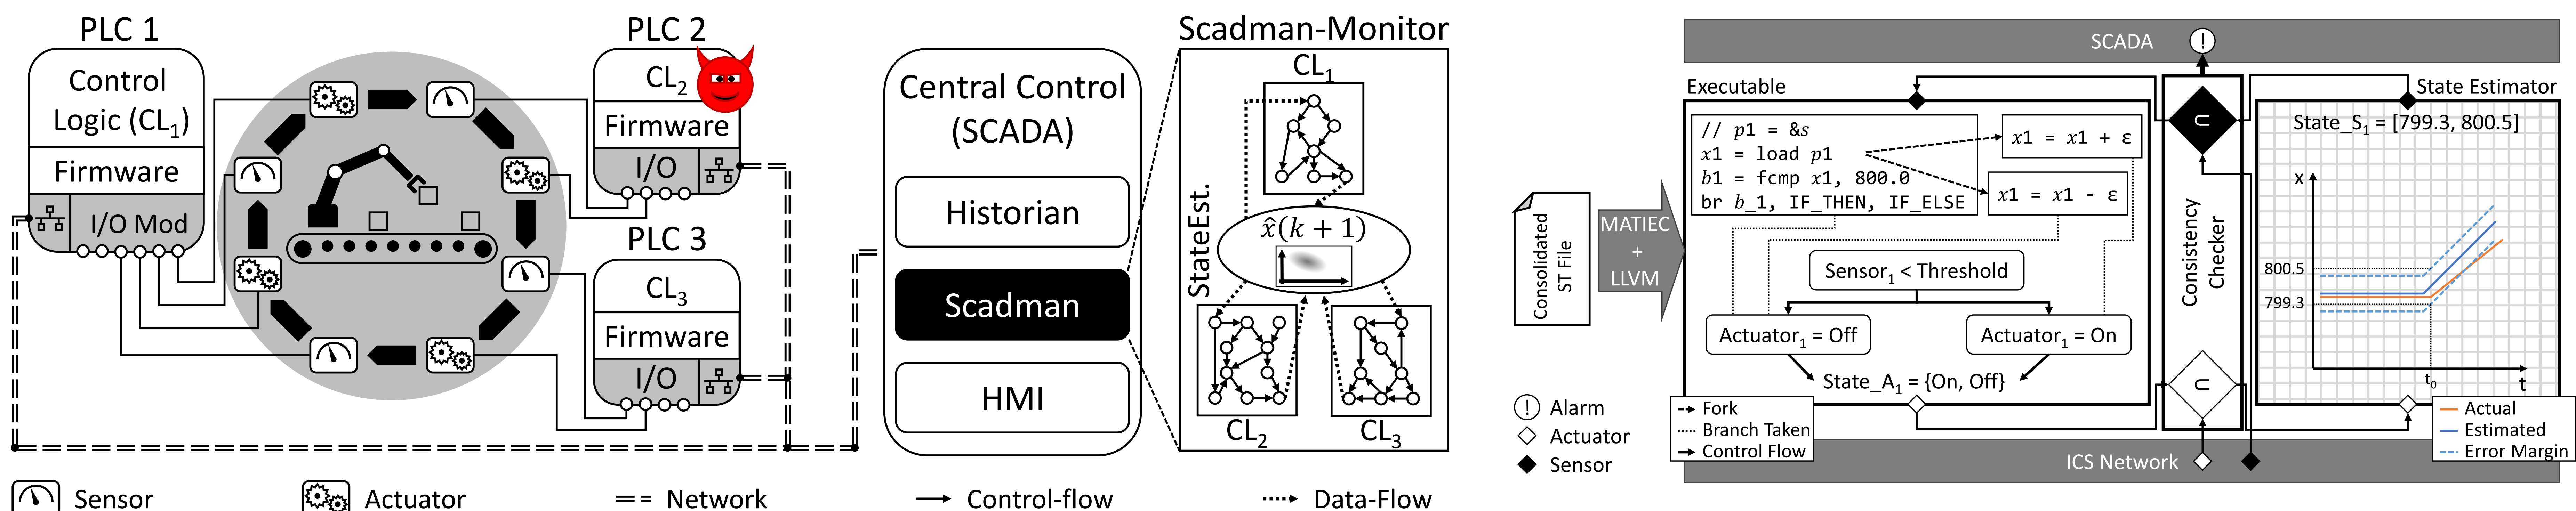 PLC 1
Control
Logic (CL1)
Firmware
I/O Mod
PLC 2
CL2
Firmware
I/O
PLC 3
CL3
Firmware
I/O
Central Control
(SCADA)
Historian
Scadman
HMI
Scadman-Monitor
CL1
StateEst.
x̂(k + 1)
CL2
CL3
Sensor
Actuator
Network
Control-flow
Data-Flow
Consolidated
ST File
MATIEC
+
LLVM
SCADA
!
Executable
// p1 = &s
x1 = load p1
b1 = fcmp x1, 800.0
br b_1, IF_THEN, IF_ELSE
x1 = x1 + ε
x1 = x1 - ε
Sensor1 < Threshold
Actuator1 = Off
Actuator1 = On
State_A1 = {On, Off}
Fork
Branch Taken
Control Flow
∩
Consistency
Checker
∩
State Estimator
State_S1 = [799.3, 800.5]
x
800.5
799.3
t0
t
Actual
Estimated
Error Margin
ICS Network
! Alarm
Actuator
Sensor